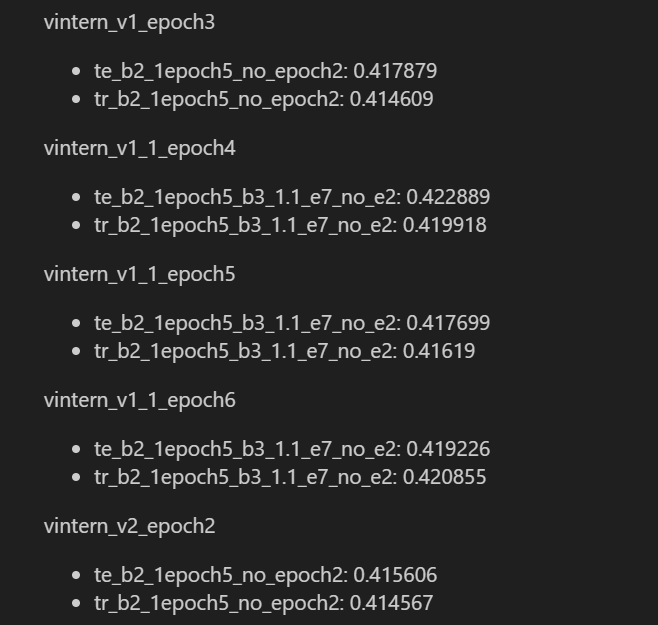 vintern_v1_epoch3
• te_b2_1epoch5_no_epoch2: 0.417879
• tr_b2_1epoch5_no_epoch2: 0.414609
vintern_v1_1_epoch4
• te_b2_1epoch5_b3_1.1_e7_no_e2: 0.422889
• tr_b2_1epoch5_b3_1.1_e7_no_e2: 0.419918
vintern_v1_1_epoch5
• te_b2_1epoch5_b3_1.1_e7_no_e2: 0.417699
• tr_b2_1epoch5_b3_1.1_e7_no_e2: 0.41619
vintern_v1_1_epoch6
• te_b2_1epoch5_b3_1.1_e7_no_e2: 0.419226
• tr_b2_1epoch5_b3_1.1_e7_no_e2: 0.420855
vintern_v2_epoch2
• te_b2_1epoch5_no_epoch2: 0.415606
• tr_b2_1epoch5_no_epoch2: 0.414567